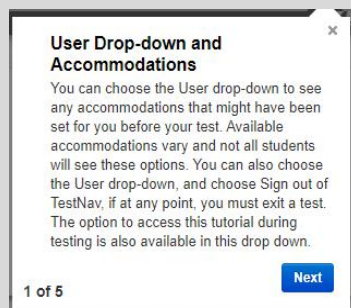 User Drop-down and
Accommodations
You can choose the User drop-down to see
any accommodations that might have been
set for you before your test. Available
accommodations vary and not all students
will see these options. You can also choose
the User drop-down, and choose Sign out of
TestNav, if at any point, you must exit a test.
The option to access this tutorial during
testing is also available in this drop down.
Next
1 of 5